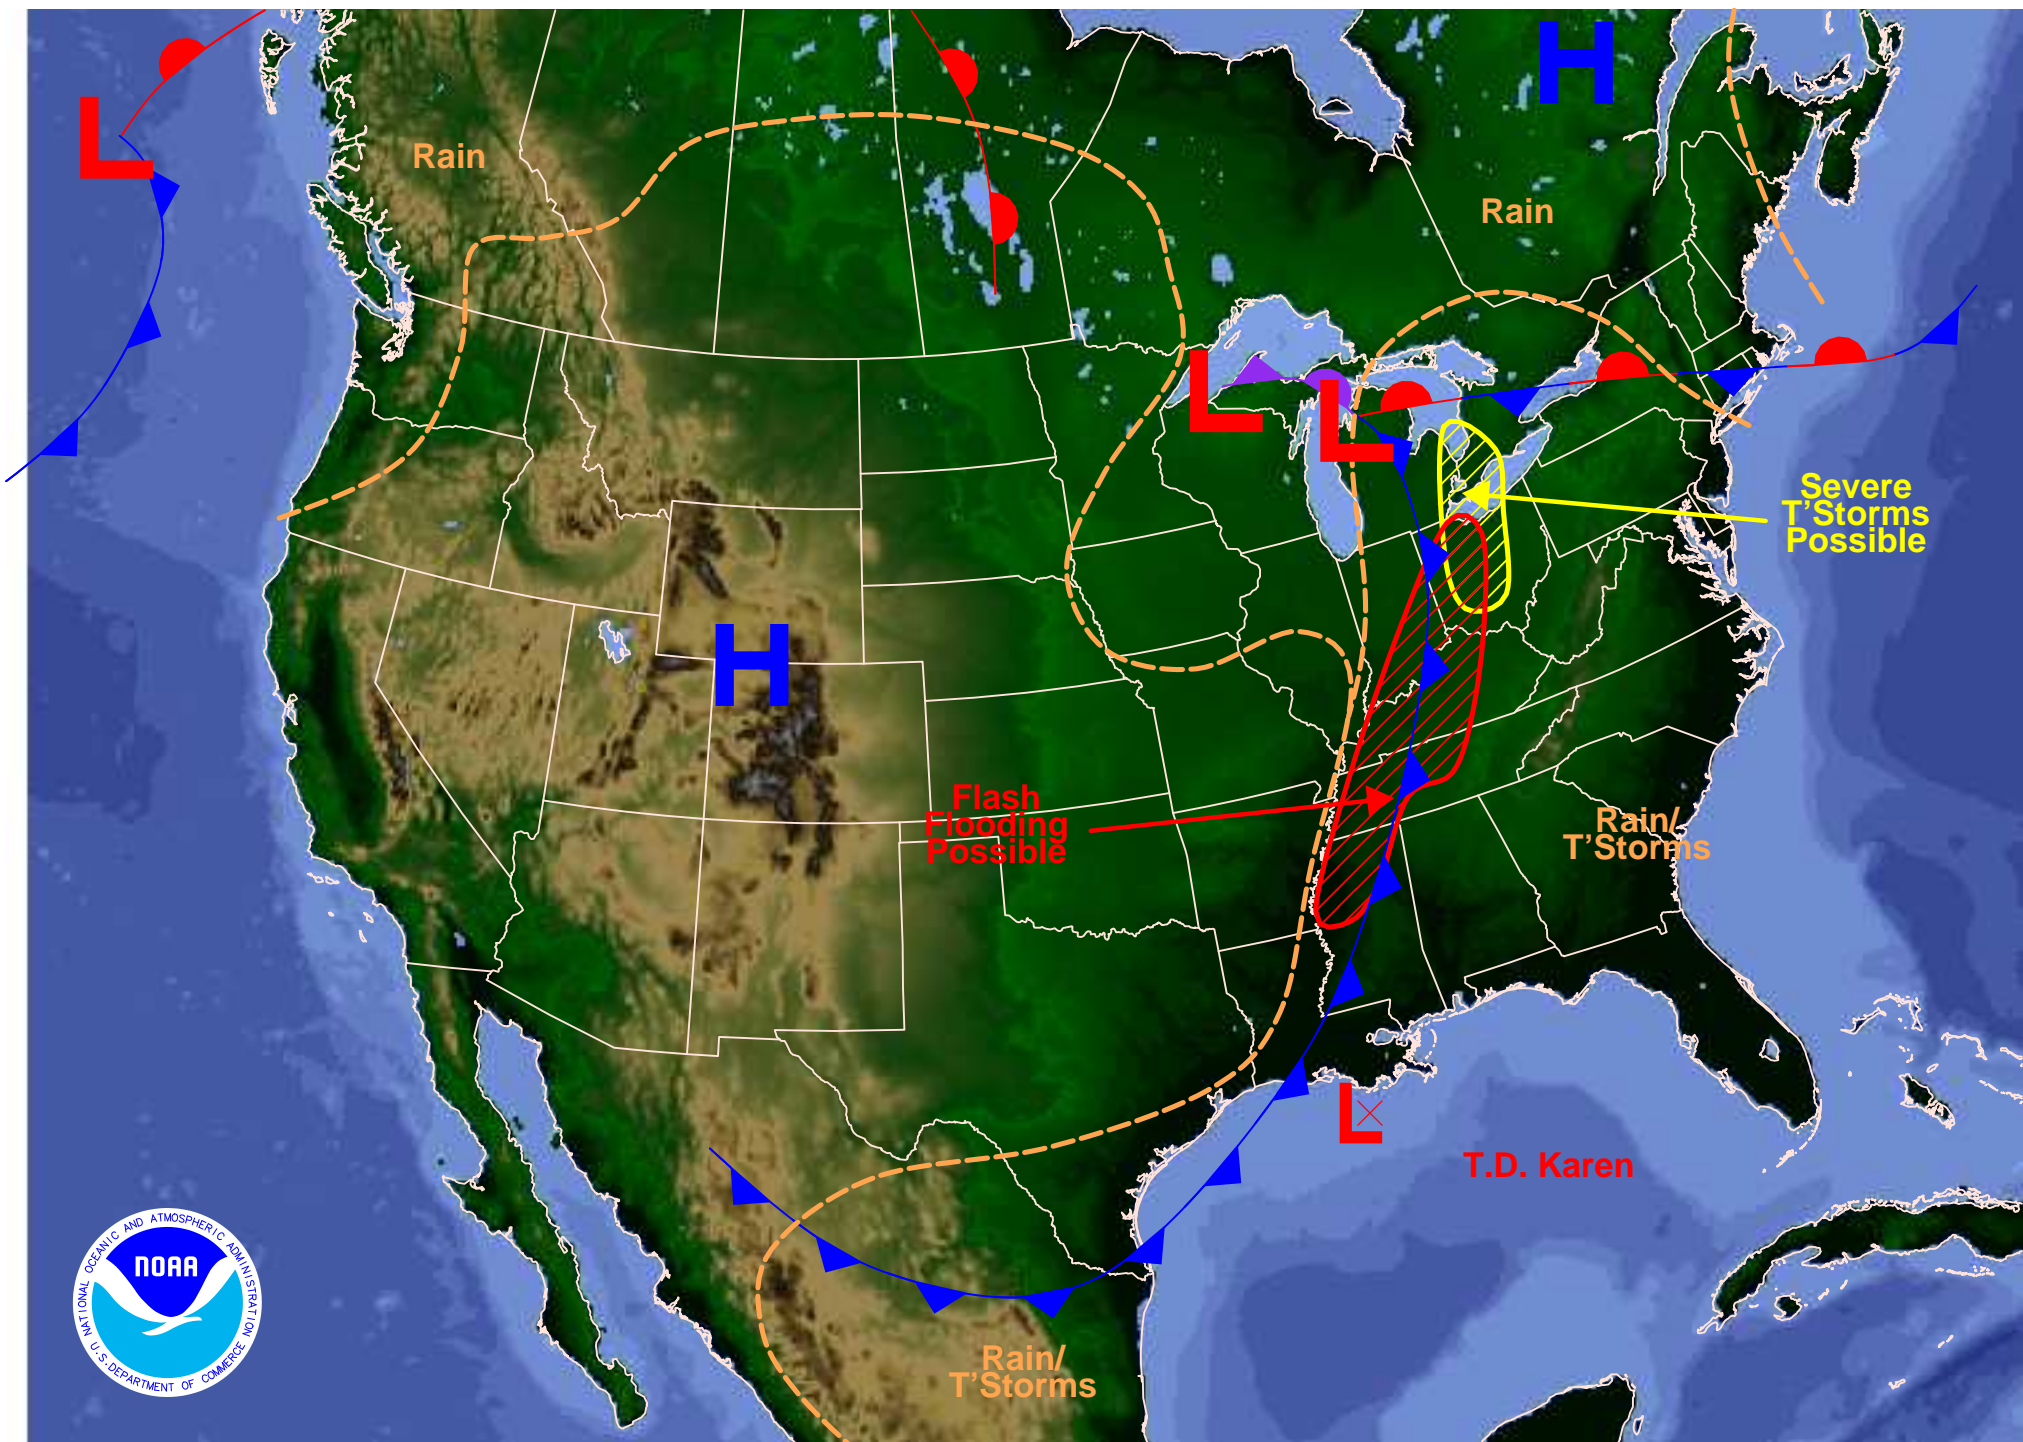 H
L
Rain
Rain
L
L
Severe
T'Storms
Possible
H
Flash
Flooding
Possible
Rain/
T'Storms
L
T.D. Karen
NATIONAL OCEANIC AND ATMOSPHERIC ADMINISTRATION
NOAA
U.S. DEPARTMENT OF COMMERCE
Rain/
T'Storms